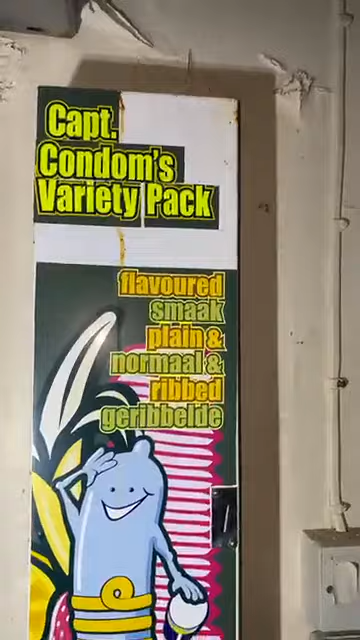 Capt.
Condom's
Variety Pack
flavoured
smaak
plain &
normaal &
ribbed
geribbelde